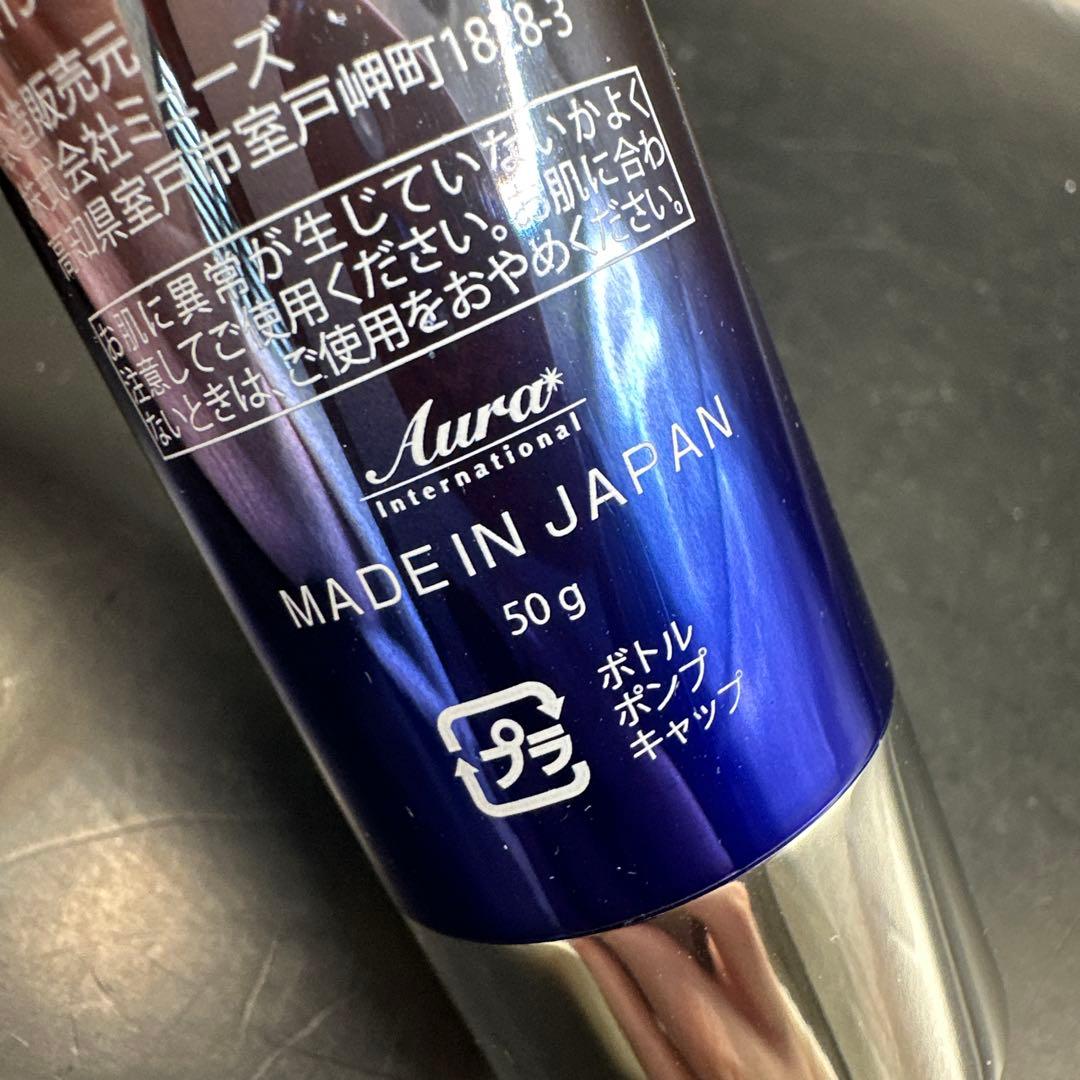 造販売元
株式会社ミューズ
高知県室戸市室戸岬町1828-3
お肌に異常が生じていないかよく
注意してご使用ください。お肌に合わ
ないときは、ご使用をおやめください。
Aura*
International
MADE IN JAPAN
50g
ボトル
ポンプ
キャップ
プラ